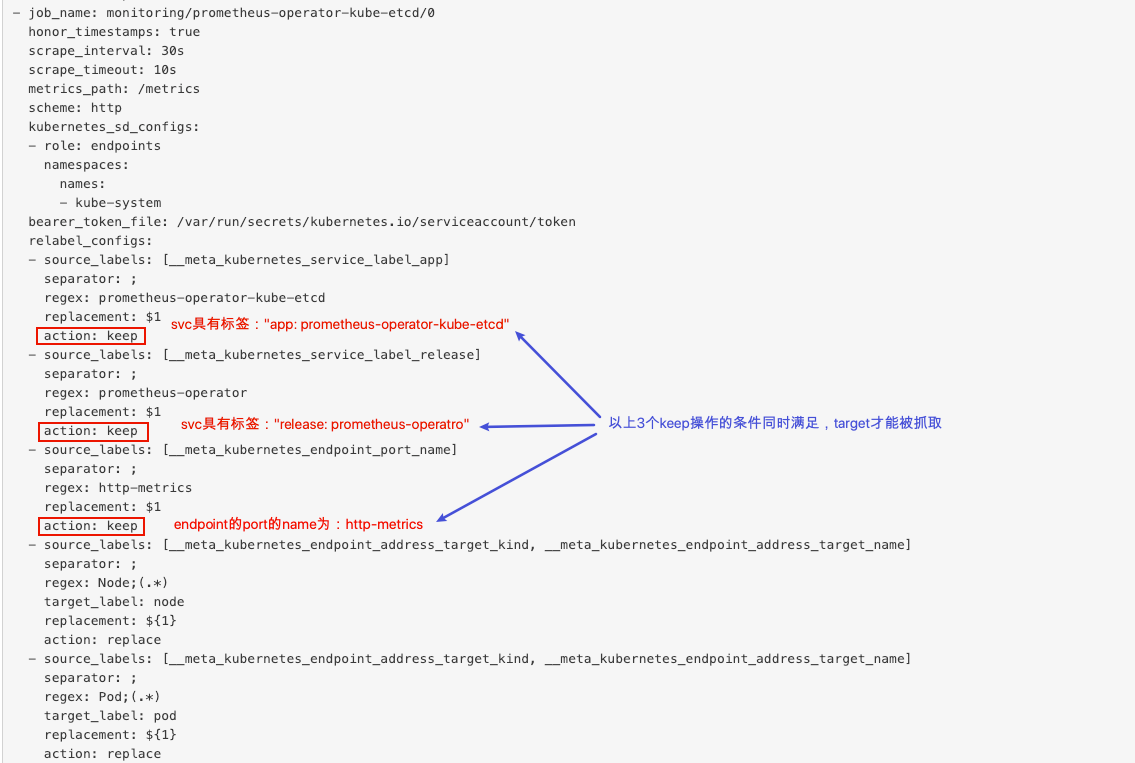 - job_name: monitoring/prometheus-operator-kube-etcd/0
honor_timestamps: true
scrape_interval: 30s
scrape_timeout: 10s
metrics_path: /metrics
scheme: http
kubernetes_sd_configs:
- role: endpoints
namespaces:
names:
- kube-system
bearer_token_file: /var/run/secrets/kubernetes.io/serviceaccount/token
relabel_configs:
- source_labels: [__meta_kubernetes_service_label_app]
separator: ;
regex: prometheus-operator-kube-etcd
replacement: $1
svc具有标签："app: prometheus-operator-kube-etcd"
action: keep
- source_labels: [__meta_kubernetes_service_label_release]
separator: ;
regex: prometheus-operator
replacement: $1
svc具有标签："release: prometheus-operatro"
以上3个keep操作的条件同时满足，target才能被抓取
action: keep
- source_labels: [__meta_kubernetes_endpoint_port_name]
separator: ;
regex: http-metrics
replacement: $1
action: keep
endpoint的port的name为：http-metrics
- source_labels: [__meta_kubernetes_endpoint_address_target_kind, __meta_kubernetes_endpoint_address_target_name]
separator: ;
regex: Node;(.*)
target_label: node
replacement: ${1}
action: replace
- source_labels: [__meta_kubernetes_endpoint_address_target_kind, __meta_kubernetes_endpoint_address_target_name]
separator: ;
regex: Pod;(.*)
target_label: pod
replacement: ${1}
action: replace